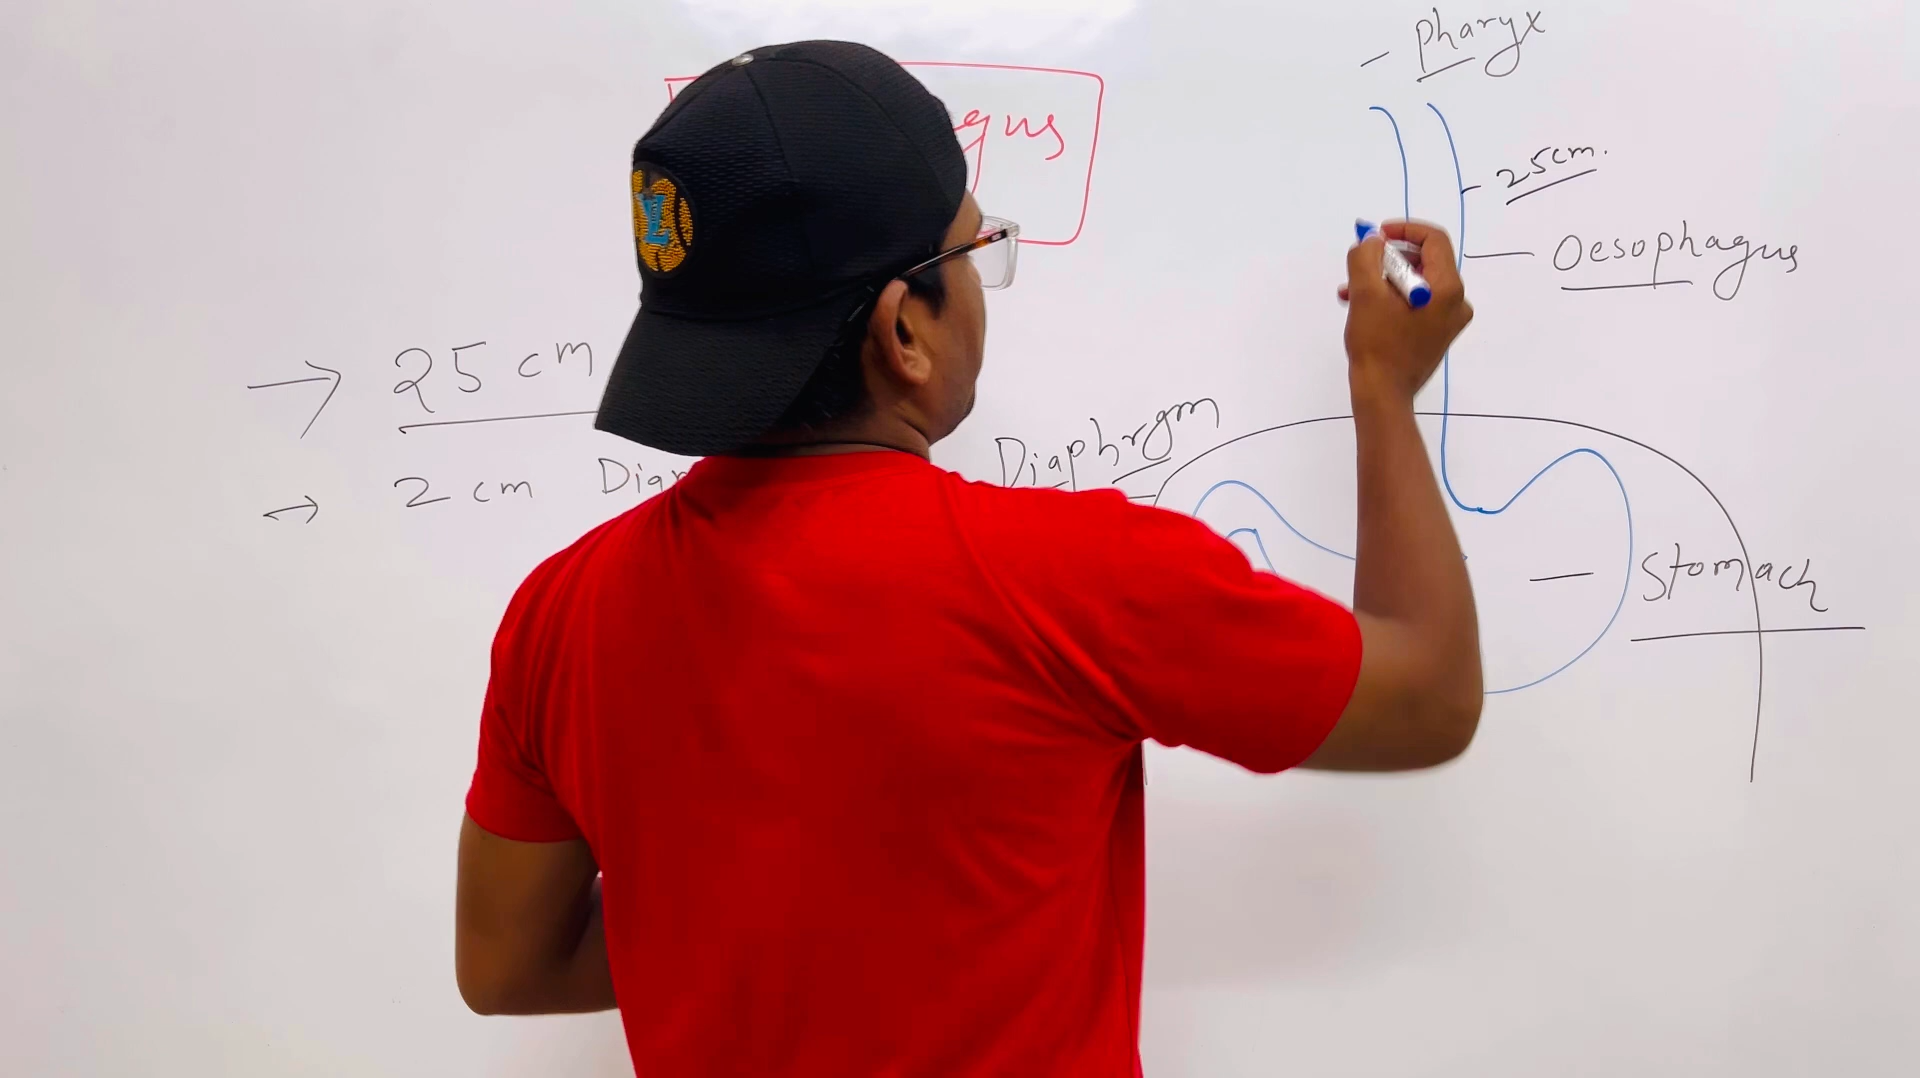 pharyx
25cm.
Oesophagus
25 cm
2 cm
Diaphrgm
Stomach